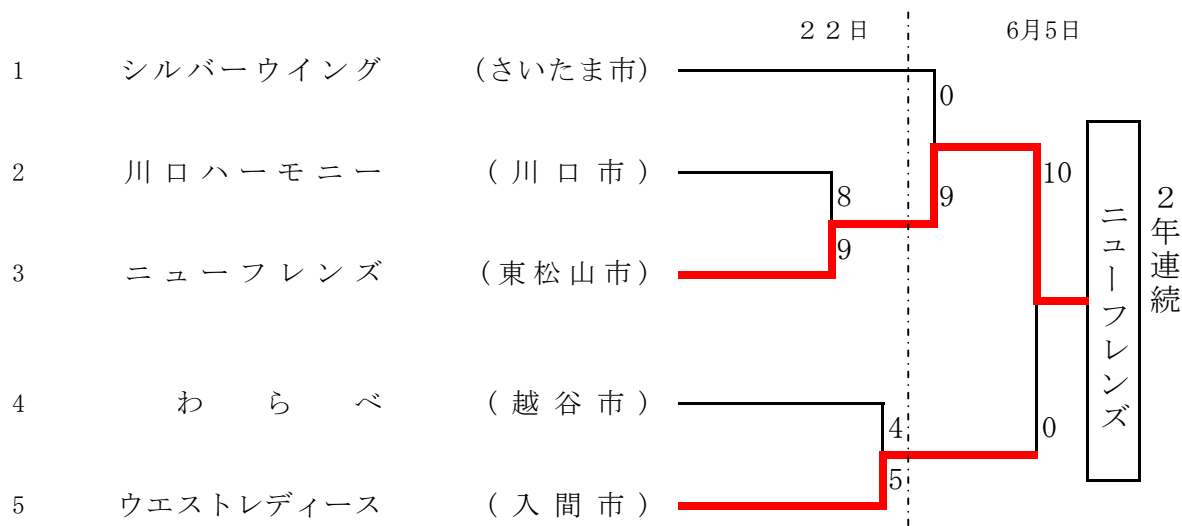 ２２日 6月5日
1 シルバーウイング (さいたま市)
0
2 川口ハーモニー (川口市)
8
10
9
9
3 ニューフレンズ (東松山市)
ニューフレンズ
２年連続
4 わらべ (越谷市)
4
0
5
5 ウエストレディース (入間市)